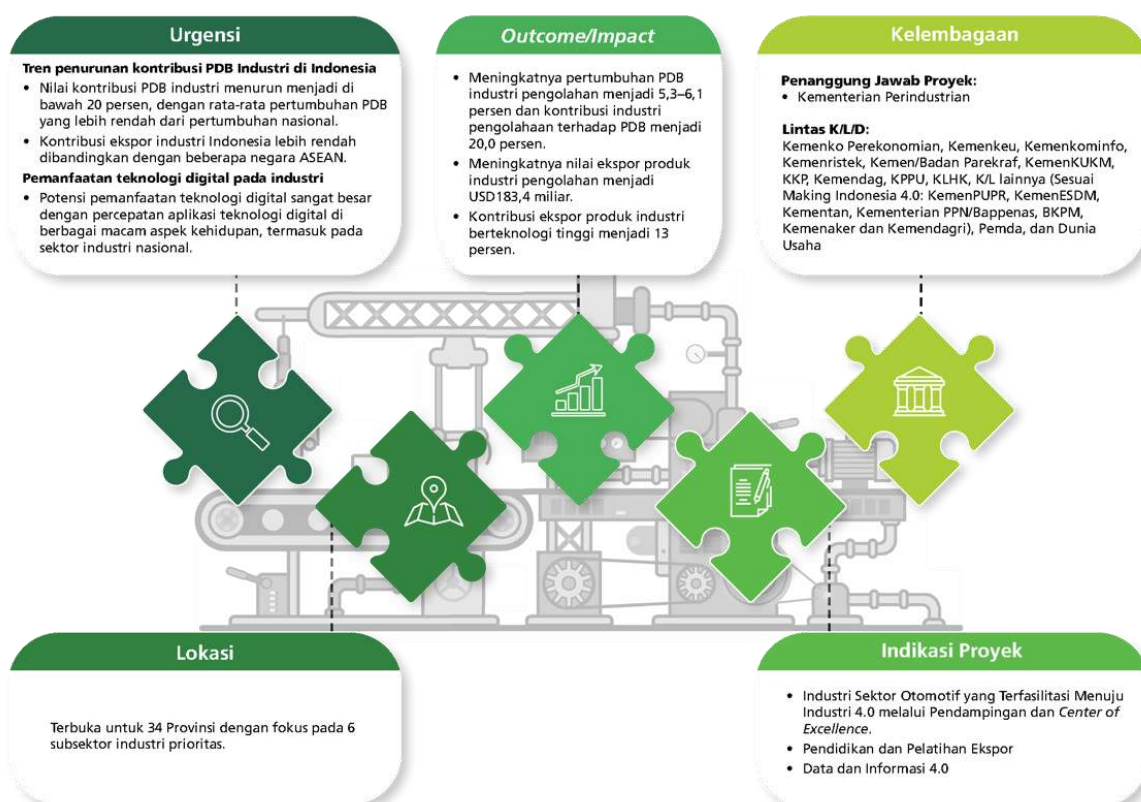 Urgensi
Tren penurunan kontribusi PDB Industri di Indonesia
• Nilai kontribusi PDB industri menurun menjadi di
bawah 20 persen, dengan rata-rata pertumbuhan PDB
yang lebih rendah dari pertumbuhan nasional.
• Kontribusi ekspor industri Indonesia lebih rendah
dibandingkan dengan beberapa negara ASEAN.
Pemanfaatan teknologi digital pada industri
• Potensi pemanfaatan teknologi digital sangat besar
dengan percepatan aplikasi teknologi digital di
berbagai macam aspek kehidupan, termasuk pada
sektor industri nasional.
Outcome/Impact
• Meningkatnya pertumbuhan PDB
industri pengolahan menjadi 5,3–6,1
persen dan kontribusi industri
pengolahaan terhadap PDB menjadi
20,0 persen.
• Meningkatnya nilai ekspor produk
industri pengolahan menjadi
USD183,4 miliar.
• Kontribusi ekspor produk industri
berteknologi tinggi menjadi 13
persen.
Kelembagaan
Penanggung Jawab Proyek:
• Kementerian Perindustrian
Lintas K/L/D:
Kemenko Perekonomian, Kemenkeu, Kemenkominfo,
Kemenristek, Kemen/Badan Parekraf, KemenKUKM,
KKP, Kemendag, KPPU, KLHK, K/L lainnya (Sesuai
Making Indonesia 4.0: KemenPUPR, KemenESDM,
Kementan, Kementerian PPN/Bappenas, BKPM,
Kemenaker dan Kemendagri), Pemda, dan Dunia
Usaha
Lokasi
Terbuka untuk 34 Provinsi dengan fokus pada 6
subsektor industri prioritas.
Indikasi Proyek
• Industri Sektor Otomotif yang Terfasilitasi Menuju
Industri 4.0 melalui Pendampingan dan Center of
Excellence.
• Pendidikan dan Pelatihan Ekspor
• Data dan Informasi 4.0